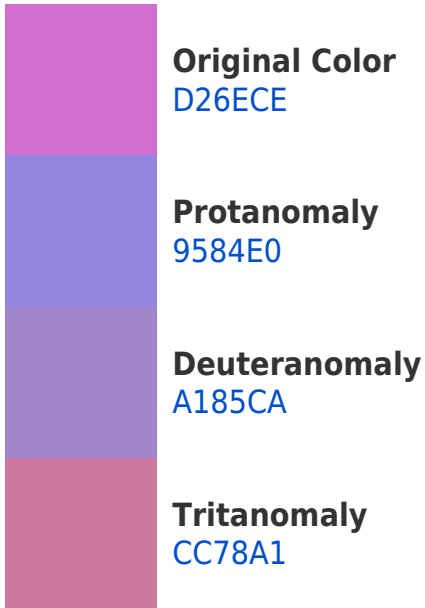 Original Color
D26ECE
Protanomaly
9584E0
Deuteranomaly
A185CA
Tritanomaly
CC78A1